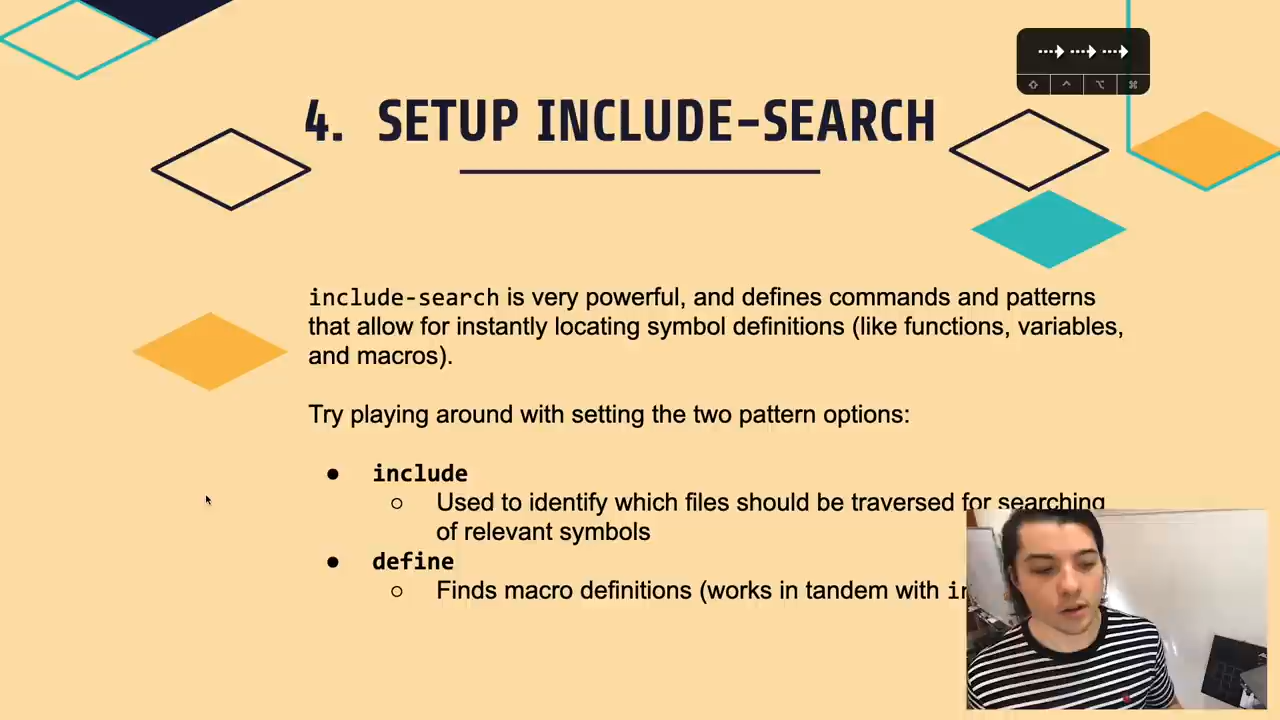 4. SETUP INCLUDE-SEARCH
include-search is very powerful, and defines commands and patterns
that allow for instantly locating symbol definitions (like functions, variables,
and macros).
Try playing around with setting the two pattern options:
● include
○ Used to identify which files should be traversed for searching
of relevant symbols
● define
○ Finds macro definitions (works in tandem with